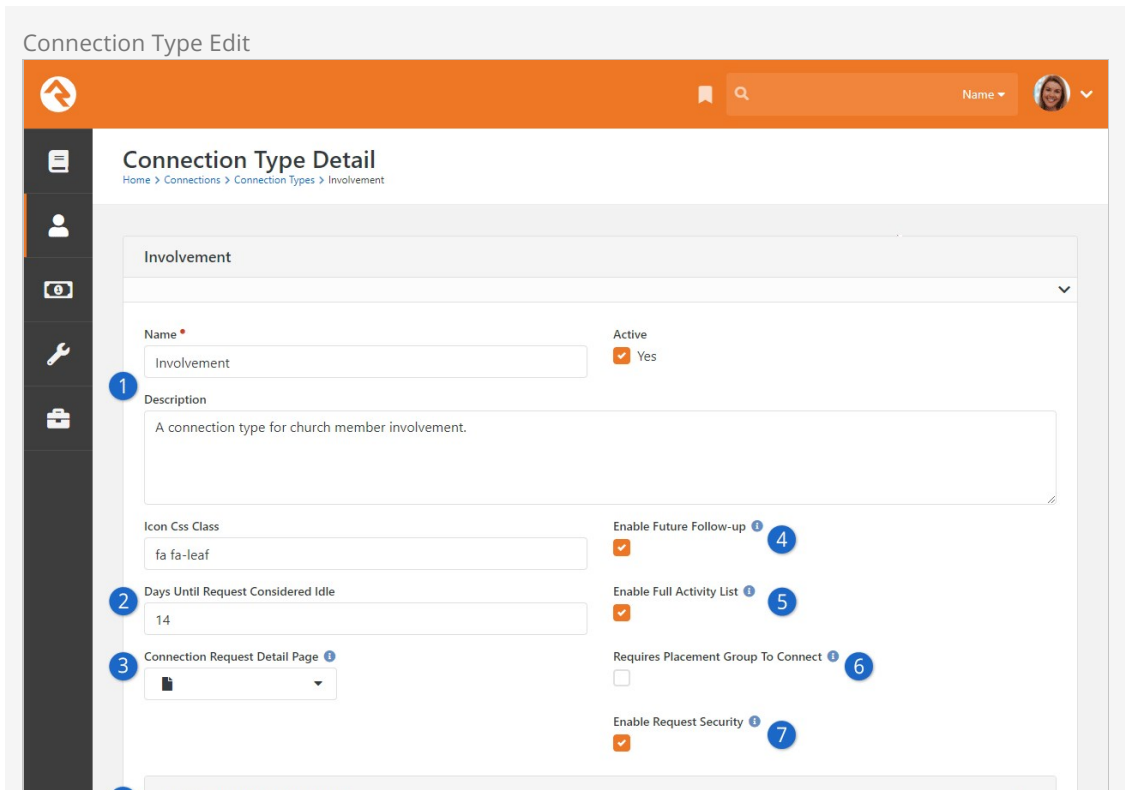 Connection Type Edit
Name
Connection Type Detail
Home > Connections > Connection Types > Involvement
Involvement
Name
Active
Involvement
Yes
1
Description
A connection type for church member involvement.
Icon Css Class
Enable Future Follow-up
4
fa fa-leaf
2
Days Until Request Considered Idle
Enable Full Activity List
5
14
3
Connection Request Detail Page
Requires Placement Group To Connect
6
Enable Request Security
7